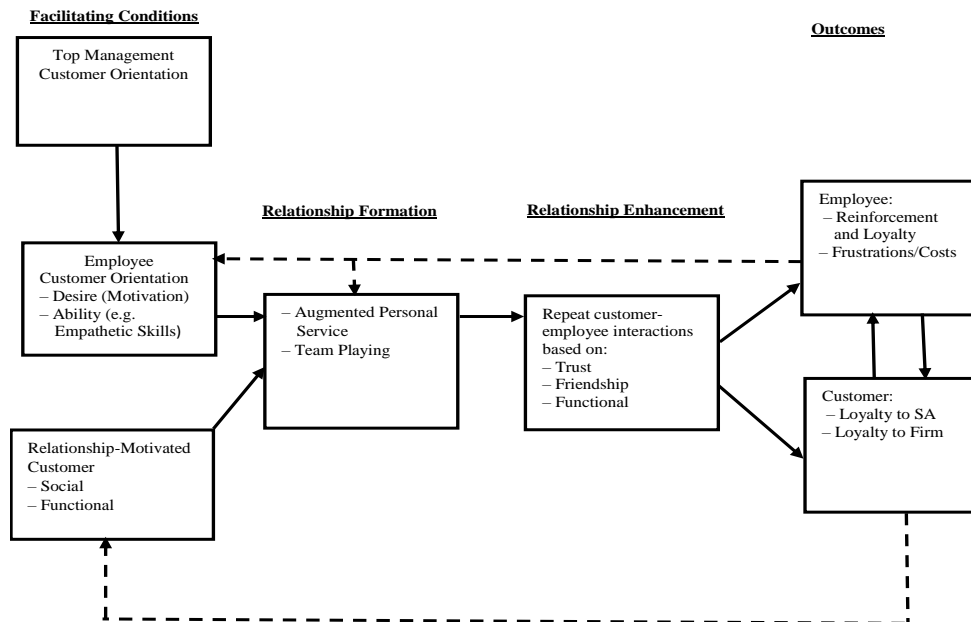 Facilitating Conditions
Top Management
Customer Orientation
Employee
Customer Orientation
– Desire (Motivation)
– Ability (e.g.
Empathetic Skills)
Relationship-Motivated
Customer
– Social
– Functional
Relationship Formation
– Augmented Personal
Service
– Team Playing
Relationship Enhancement
Repeat customer-
employee interactions
based on:
– Trust
– Friendship
– Functional
Outcomes
Employee:
– Reinforcement
and Loyalty
– Frustrations/Costs
Customer:
– Loyalty to SA
– Loyalty to Firm